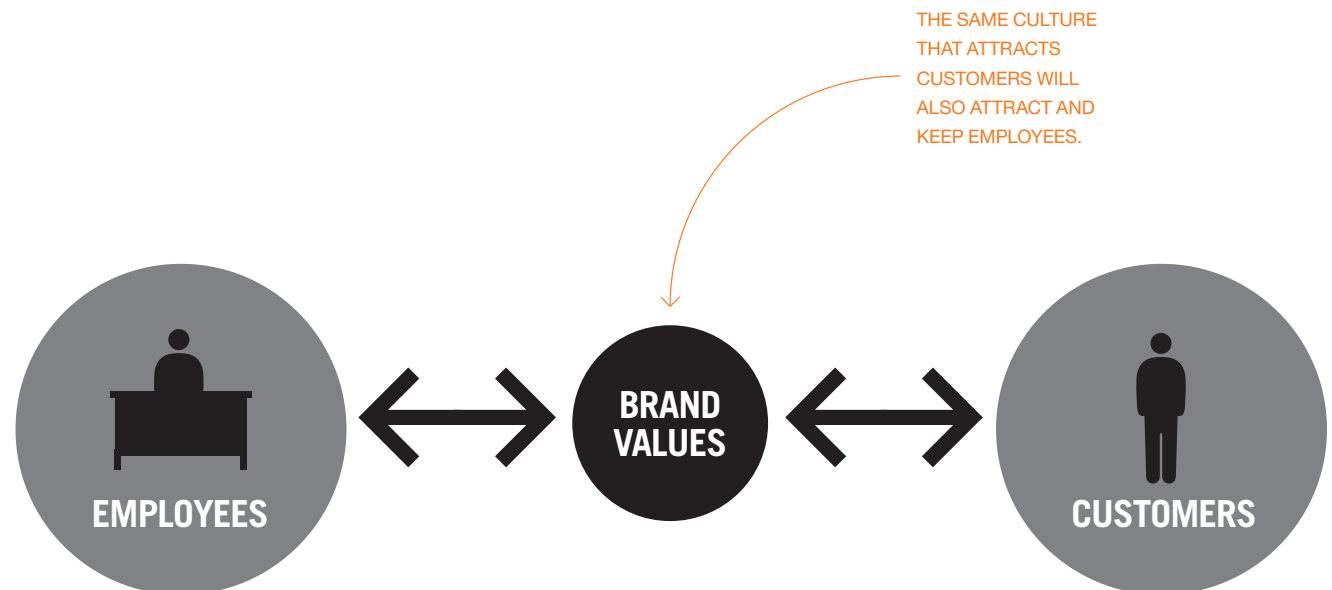 THE SAME CULTURE
THAT ATTRACTS
CUSTOMERS WILL
ALSO ATTRACT AND
KEEP EMPLOYEES.
BRAND
VALUES
EMPLOYEES
CUSTOMERS